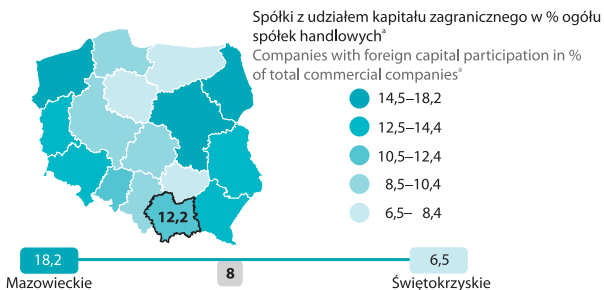 Spółki z udziałem kapitału zagranicznego w % ogółu
spółek handlowychª
Companies with foreign capital participation in %
of total commercial companiesª
14,5–18,2
12,5–14,4
10,5–12,4
8,5–10,4
6,5– 8,4
12,2
18,2
6,5
8
Mazowieckie
Świętokrzyskie